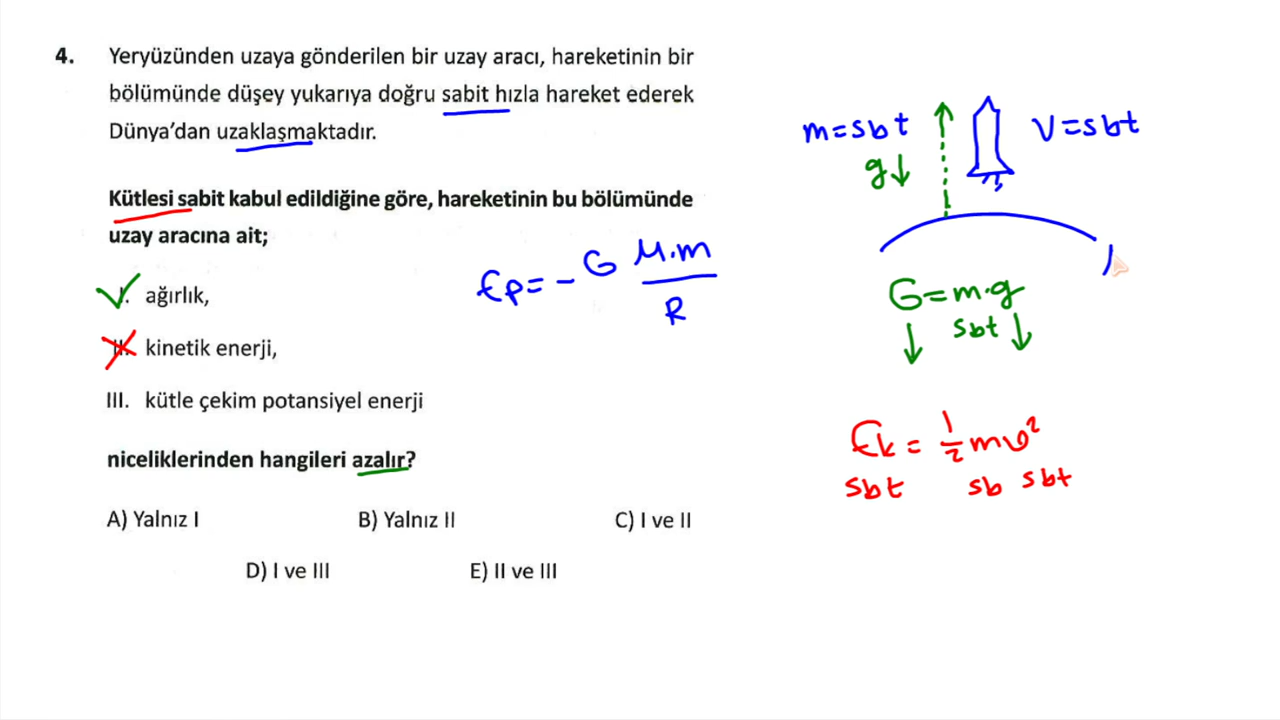 4. Yeryüzünden uzaya gönderilen bir uzay aracı, hareketinin bir
bölümünde düşey yukarıya doğru sabit hızla hareket ederek
Dünya'dan uzaklaşmaktadır.
Kütlesi sabit kabul edildiğine göre, hareketinin bu bölümünde
uzay aracına ait;
I. ağırlık,
II. kinetik enerji,
III. kütle çekim potansiyel enerji
niceliklerinden hangileri azalır?
A) Yalnız I B) Yalnız II C) I ve II
D) I ve III E) II ve III
Ep = - G M.m / R
m=sbt
g↓
V=sbt
G=m.g
↓ sbt ↓
Ek = 1/2 mv²
sbt sb sbt